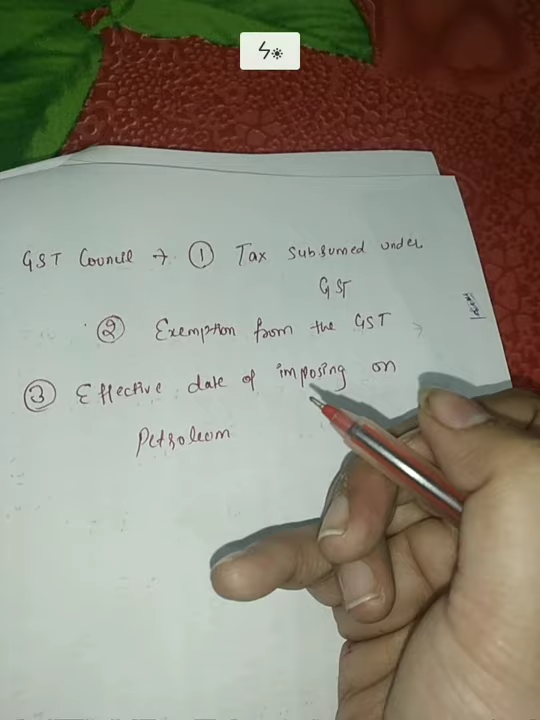 GST Council → ① Tax subsumed under
GST
② Exemption from the GST
③ Effective date of imposing on
Petroleum